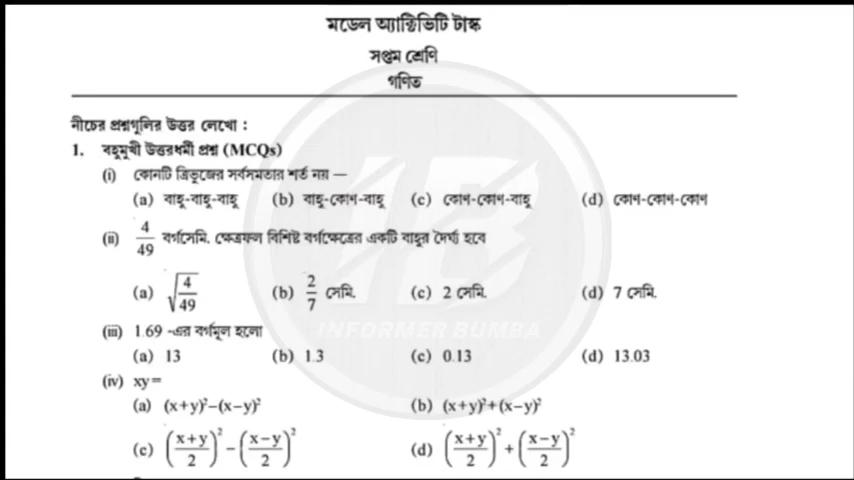 মডেল অ্যাক্টিভিটি টাস্ক
সপ্তম শ্রেণি
গণিত
নীচের প্রশ্নগুলির উত্তর লেখো :
1. বহুমুখী উত্তরধর্মী প্রশ্ন (MCQs)
(i) কোনটি ত্রিভুজের সর্বসমতার শর্ত নয় —
(a) বাহু-বাহু-বাহু (b) বাহু-কোণ-বাহু (c) কোণ-কোণ-বাহু (d) কোণ-কোণ-কোণ
(ii) 4/49 বর্গসেমি. ক্ষেত্রফল বিশিষ্ট বর্গক্ষেত্রের একটি বাহুর দৈর্ঘ্য হবে
(a) √(4/49) (b) 2/7 সেমি. (c) 2 সেমি. (d) 7 সেমি.
(iii) 1.69 -এর বর্গমূল হলো
(a) 13 (b) 1.3 (c) 0.13 (d) 13.03
(iv) xy=
(a) (x+y)²−(x−y)² (b) (x+y)²+(x−y)²
(c) ((x+y)/2)² − ((x−y)/2)² (d) ((x+y)/2)² + ((x−y)/2)²
INFORMER BUMBA